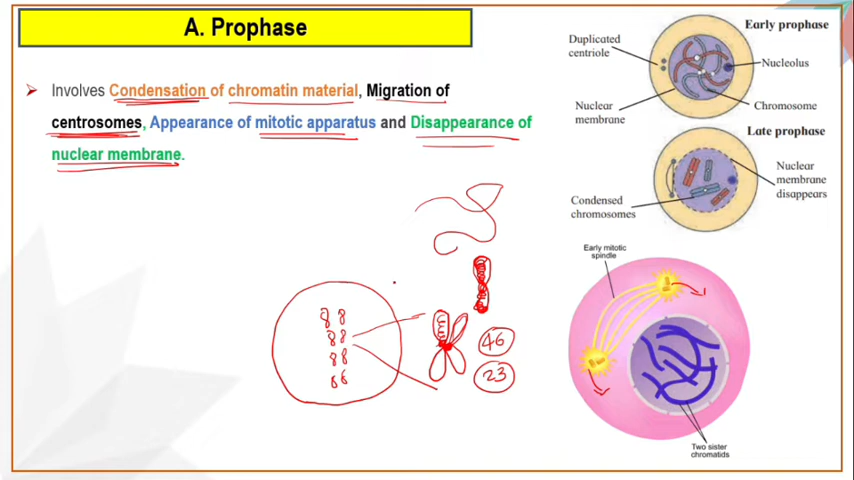 A. Prophase
Involves Condensation of chromatin material, Migration of
centrosomes, Appearance of mitotic apparatus and Disappearance of
nuclear membrane.
46
23
Early prophase
Duplicated
centriole
Nucleolus
Nuclear
membrane
Chromosome
Late prophase
Nuclear
membrane
disappears
Condensed
chromosomes
Early mitotic
spindle
Two sister
chromatids